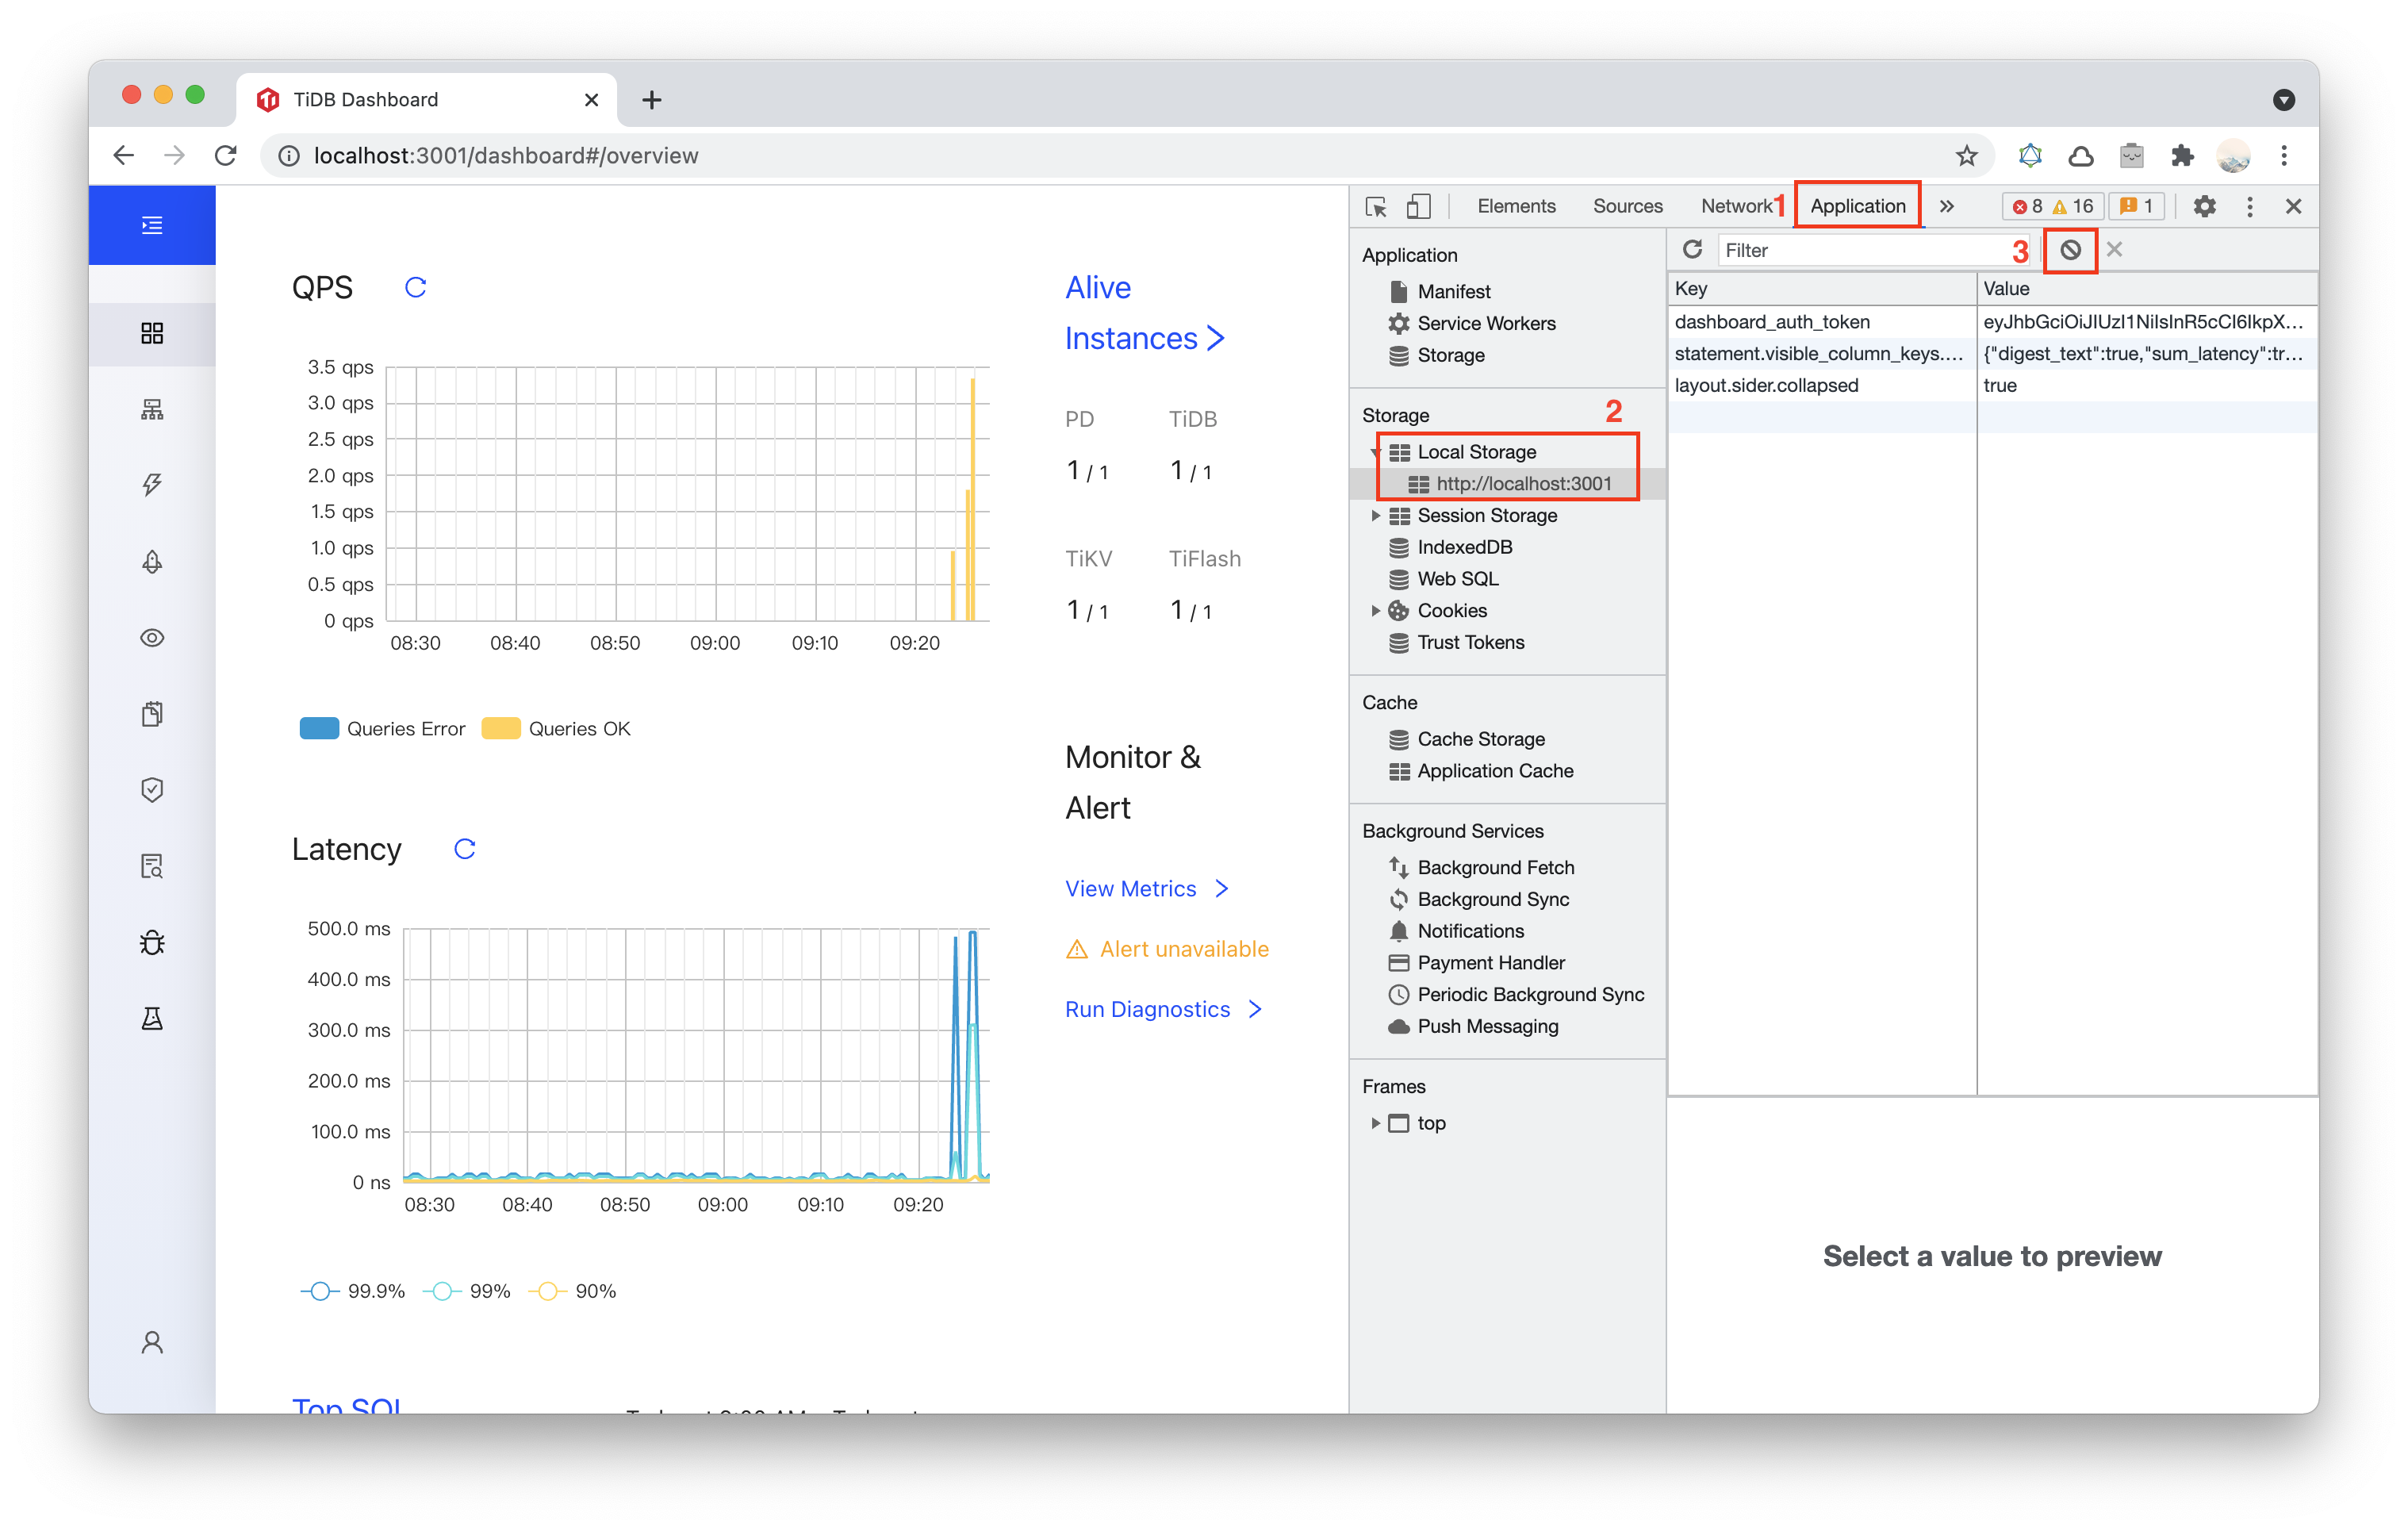 TiDB Dashboard
localhost:3001/dashboard#/overview
Elements
Sources
Network
1
Application
8
16
1
QPS
3.5 qps
3.0 qps
2.5 qps
2.0 qps
1.5 qps
1.0 qps
0.5 qps
0 qps
08:30 08:40 08:50 09:00 09:10 09:20
Queries Error Queries OK
Latency
500.0 ms
400.0 ms
300.0 ms
200.0 ms
100.0 ms
0 ns
08:30 08:40 08:50 09:00 09:10 09:20
99.9% 99% 90%
Top SQL
Alive
Instances
PD TiDB
1 / 1 1 / 1
TiKV TiFlash
1 / 1 1 / 1
Monitor &
Alert
View Metrics
Alert unavailable
Run Diagnostics
Application
Manifest
Service Workers
Storage
Storage
2
Local Storage
http://localhost:3001
Session Storage
IndexedDB
Web SQL
Cookies
Trust Tokens
Cache
Cache Storage
Application Cache
Background Services
Background Fetch
Background Sync
Notifications
Payment Handler
Periodic Background Sync
Push Messaging
Frames
top
Filter
3
Key Value
dashboard_auth_token eyJhbGciOiJIUzI1NiIsInR5cCI6IkpX...
statement.visible_column_keys.... {"digest_text":true,"sum_latency":tr...
layout.sider.collapsed true
Select a value to preview